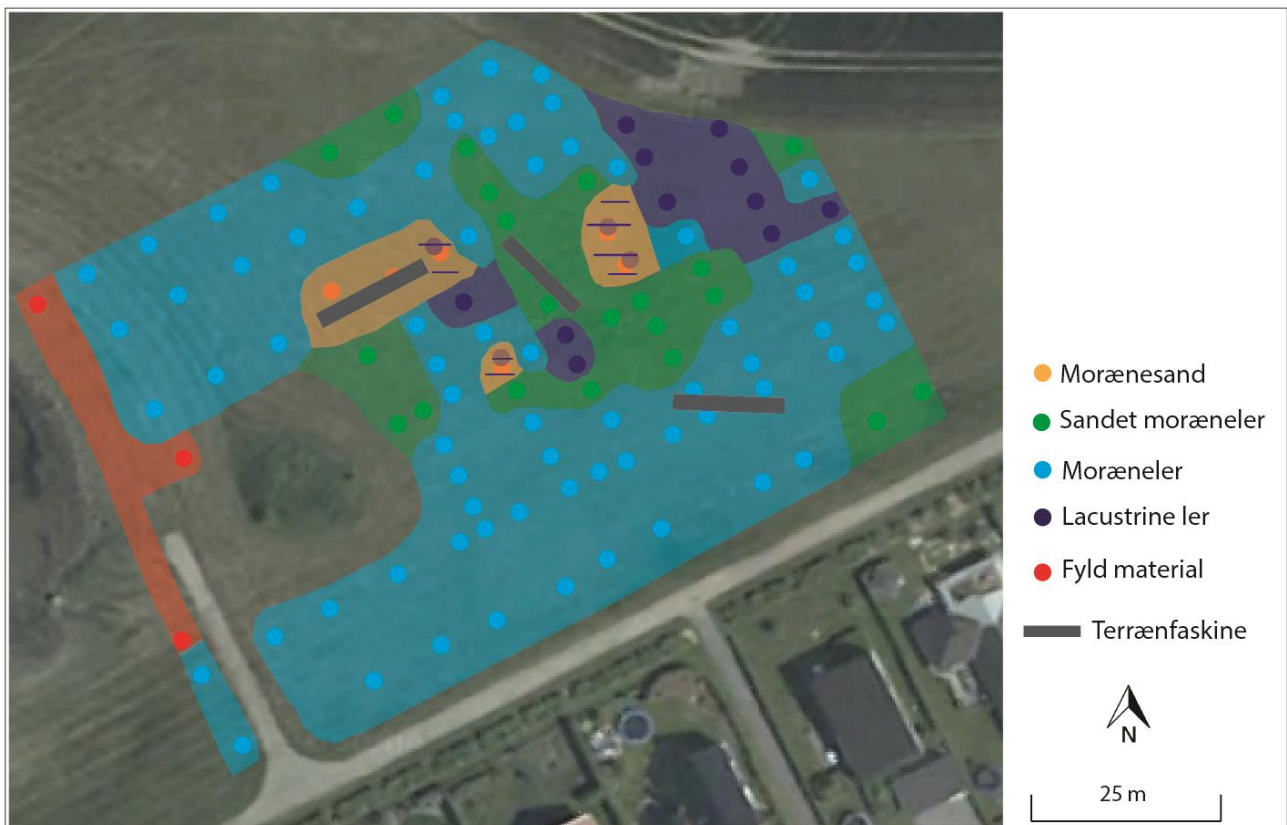 Morænesand
Sandet moræneler
Moræneler
Lacustrine ler
Fyld material
Terrænfaskine
N
25 m